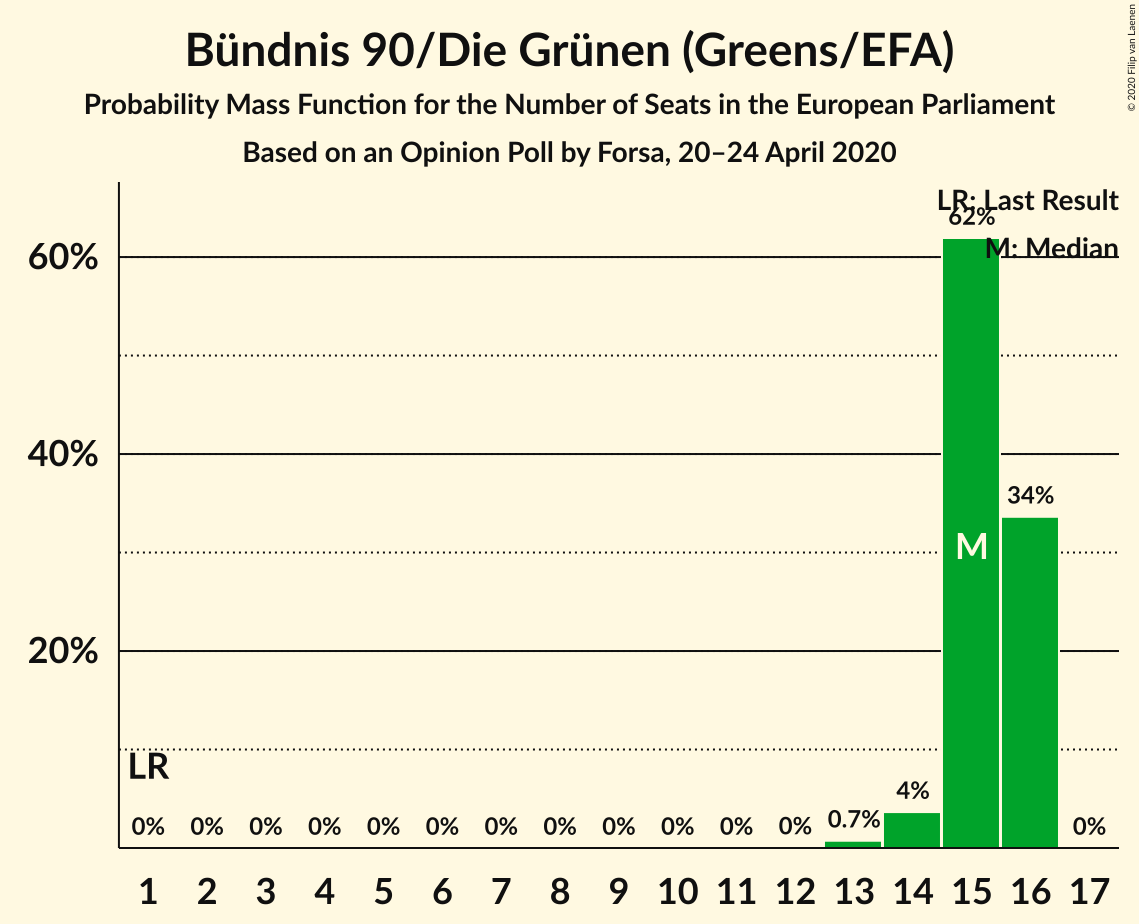 Bündnis 90/Die Grünen (Greens/EFA)
Probability Mass Function for the Number of Seats in the European Parliament
Based on an Opinion Poll by Forsa, 20–24 April 2020
© 2020 Filip van Laenen
LR: Last Result
M: Median
62%
60%
40%
34%
M
20%
LR
0% 0% 0% 0% 0% 0% 0% 0% 0% 0% 0% 0% 0.7% 4% 0%
1 2 3 4 5 6 7 8 9 10 11 12 13 14 15 16 17